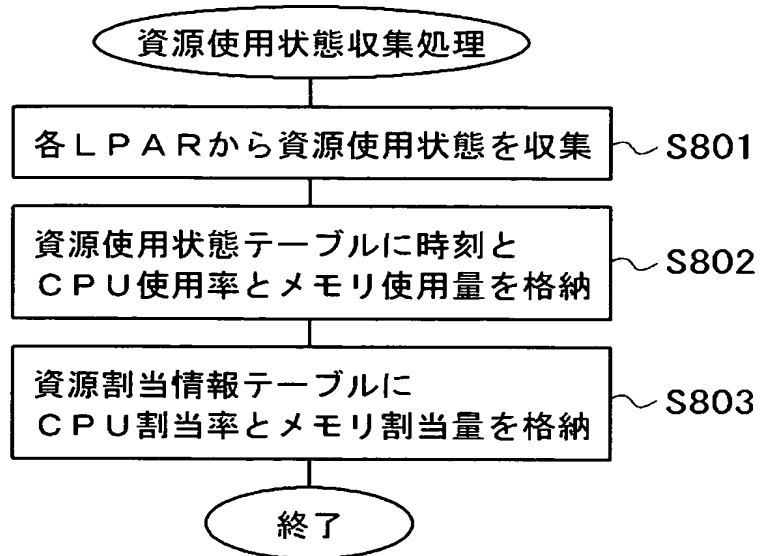 資源使用状態収集処理
各LPARから資源使用状態を収集
S801
資源使用状態テーブルに時刻と
CPU使用率とメモリ使用量を格納
S802
資源割当情報テーブルに
CPU割当率とメモリ割当量を格納
S803
終了